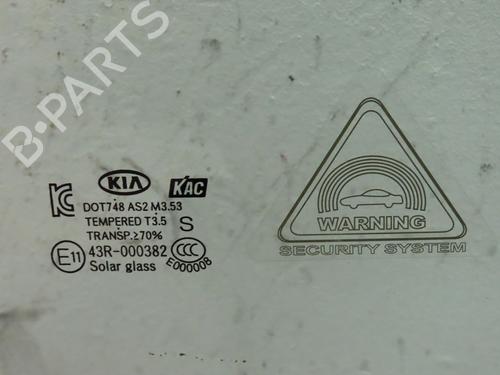 B-PARTS
KIA KAC
DOT748 AS2 M3.53
TEMPERED T3.5 S
TRANSP.≥70%
E11 43R-000382 CCC
Solar glass E000008
WARNING
SECURITY SYSTEM